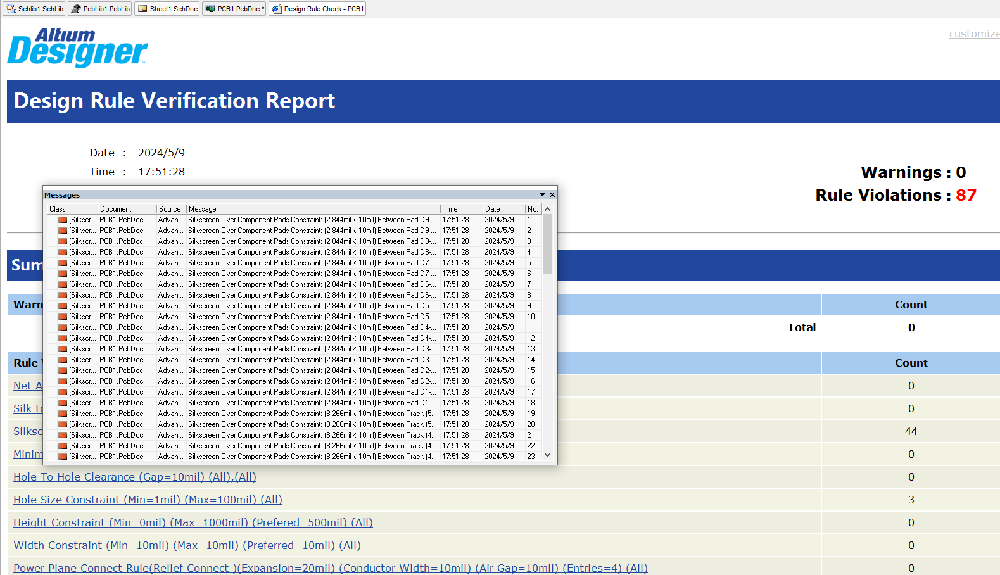 Schlib1.SchLib PcbLib1.PcbLib Sheet1.SchDoc PCB1.PcbDoc * Design Rule Check - PCB1
customize
Altium
Designer
Design Rule Verification Report
Date : 2024/5/9
Time : 17:51:28
Warnings : 0
Rule Violations : 87
Messages
Class Document Source Message Time Date No.
[Silkscr... PCB1.PcbDoc Advan... Silkscreen Over Component Pads Constraint: (2.844mil < 10mil) Between Pad D9-... 17:51:28 2024/5/9 1
[Silkscr... PCB1.PcbDoc Advan... Silkscreen Over Component Pads Constraint: (2.844mil < 10mil) Between Pad D9-... 17:51:28 2024/5/9 2
[Silkscr... PCB1.PcbDoc Advan... Silkscreen Over Component Pads Constraint: (2.844mil < 10mil) Between Pad D8-... 17:51:28 2024/5/9 3
[Silkscr... PCB1.PcbDoc Advan... Silkscreen Over Component Pads Constraint: (2.844mil < 10mil) Between Pad D8-... 17:51:28 2024/5/9 4
[Silkscr... PCB1.PcbDoc Advan... Silkscreen Over Component Pads Constraint: (2.844mil < 10mil) Between Pad D7-... 17:51:28 2024/5/9 5
[Silkscr... PCB1.PcbDoc Advan... Silkscreen Over Component Pads Constraint: (2.844mil < 10mil) Between Pad D7-... 17:51:28 2024/5/9 6
[Silkscr... PCB1.PcbDoc Advan... Silkscreen Over Component Pads Constraint: (2.844mil < 10mil) Between Pad D6-... 17:51:28 2024/5/9 7
[Silkscr... PCB1.PcbDoc Advan... Silkscreen Over Component Pads Constraint: (2.844mil < 10mil) Between Pad D6-... 17:51:28 2024/5/9 8
[Silkscr... PCB1.PcbDoc Advan... Silkscreen Over Component Pads Constraint: (2.844mil < 10mil) Between Pad D5-... 17:51:28 2024/5/9 9
[Silkscr... PCB1.PcbDoc Advan... Silkscreen Over Component Pads Constraint: (2.844mil < 10mil) Between Pad D5-... 17:51:28 2024/5/9 10
[Silkscr... PCB1.PcbDoc Advan... Silkscreen Over Component Pads Constraint: (2.844mil < 10mil) Between Pad D4-... 17:51:28 2024/5/9 11
[Silkscr... PCB1.PcbDoc Advan... Silkscreen Over Component Pads Constraint: (2.844mil < 10mil) Between Pad D4-... 17:51:28 2024/5/9 12
[Silkscr... PCB1.PcbDoc Advan... Silkscreen Over Component Pads Constraint: (2.844mil < 10mil) Between Pad D3-... 17:51:28 2024/5/9 13
[Silkscr... PCB1.PcbDoc Advan... Silkscreen Over Component Pads Constraint: (2.844mil < 10mil) Between Pad D3-... 17:51:28 2024/5/9 14
[Silkscr... PCB1.PcbDoc Advan... Silkscreen Over Component Pads Constraint: (2.844mil < 10mil) Between Pad D2-... 17:51:28 2024/5/9 15
[Silkscr... PCB1.PcbDoc Advan... Silkscreen Over Component Pads Constraint: (2.844mil < 10mil) Between Pad D2-... 17:51:28 2024/5/9 16
[Silkscr... PCB1.PcbDoc Advan... Silkscreen Over Component Pads Constraint: (2.844mil < 10mil) Between Pad D1-... 17:51:28 2024/5/9 17
[Silkscr... PCB1.PcbDoc Advan... Silkscreen Over Component Pads Constraint: (2.844mil < 10mil) Between Pad D1-... 17:51:28 2024/5/9 18
[Silkscr... PCB1.PcbDoc Advan... Silkscreen Over Component Pads Constraint: (8.266mil < 10mil) Between Track (5... 17:51:28 2024/5/9 19
[Silkscr... PCB1.PcbDoc Advan... Silkscreen Over Component Pads Constraint: (8.266mil < 10mil) Between Track (5... 17:51:28 2024/5/9 20
[Silkscr... PCB1.PcbDoc Advan... Silkscreen Over Component Pads Constraint: (8.266mil < 10mil) Between Track (4... 17:51:28 2024/5/9 21
[Silkscr... PCB1.PcbDoc Advan... Silkscreen Over Component Pads Constraint: (8.266mil < 10mil) Between Track (4... 17:51:28 2024/5/9 22
[Silkscr... PCB1.PcbDoc Advan... Silkscreen Over Component Pads Constraint: (8.266mil < 10mil) Between Track (4... 17:51:28 2024/5/9 23
Sum
Warn Count
Total 0
Rule Count
Net A 0
Silk to 0
Silksc 44
Minim 0
Hole To Hole Clearance (Gap=10mil) (All),(All) 0
Hole Size Constraint (Min=1mil) (Max=100mil) (All) 3
Height Constraint (Min=0mil) (Max=1000mil) (Prefered=500mil) (All) 0
Width Constraint (Min=10mil) (Max=10mil) (Preferred=10mil) (All) 0
Power Plane Connect Rule(Relief Connect )(Expansion=20mil) (Conductor Width=10mil) (Air Gap=10mil) (Entries=4) (All) 0